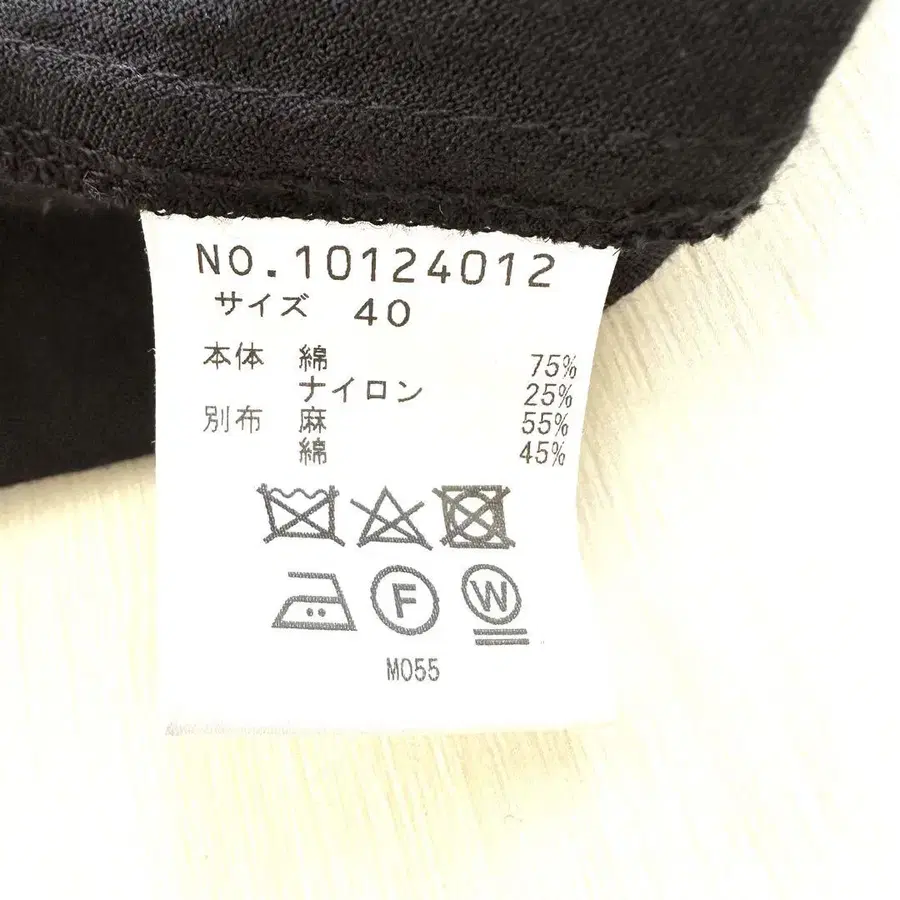 NO.10124012
サイズ 40
本体 綿 75%
ナイロン 25%
別布 麻 55%
綿 45%
F W
M055